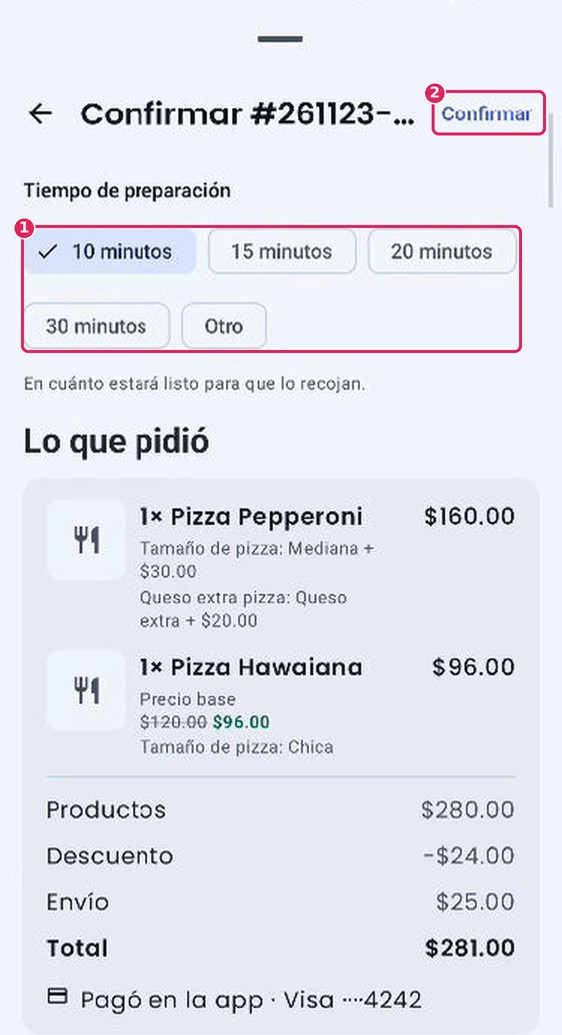 Confirmar #261123-...
2
Confirmar
Tiempo de preparación
1
10 minutos
15 minutos
20 minutos
30 minutos
Otro
En cuánto estará listo para que lo recojan.
Lo que pidió
1× Pizza Pepperoni $160.00
Tamaño de pizza: Mediana +
$30.00
Queso extra pizza: Queso
extra + $20.00
1× Pizza Hawaiana $96.00
Precio base
$120.00 $96.00
Tamaño de pizza: Chica
Productos $280.00
Descuento -$24.00
Envío $25.00
Total $281.00
Pagó en la app · Visa ····4242